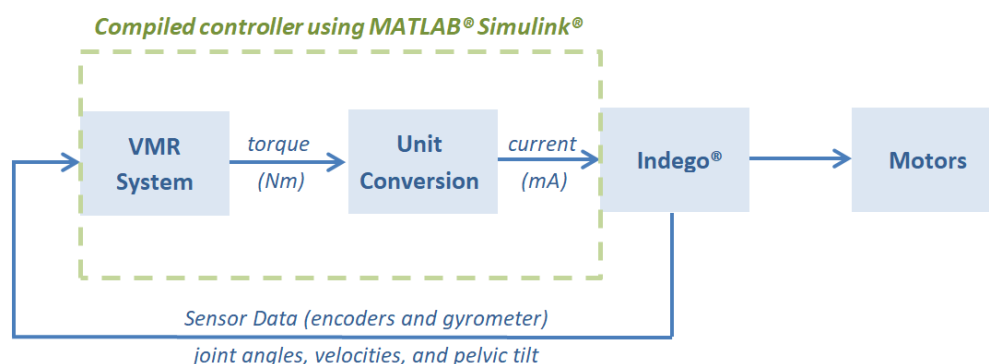 Compiled controller using MATLAB® Simulink®
VMR
System
torque
(Nm)
Unit
Conversion
current
(mA)
Indego®
Motors
Sensor Data (encoders and gyrometer)
joint angles, velocities, and pelvic tilt